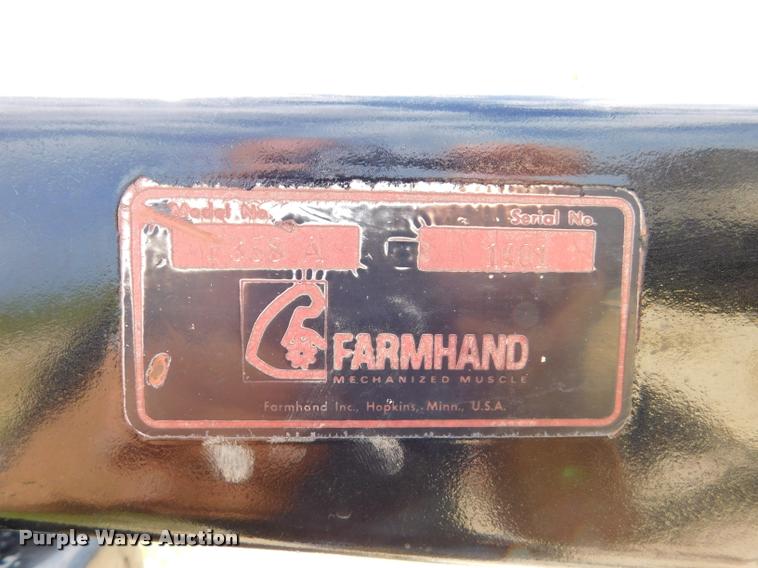 Model No. Serial No.
FARMHAND
MECHANIZED MUSCLE
Farmhand Inc., Hopkins, Minn., U.S.A.
Purple Wave Auction